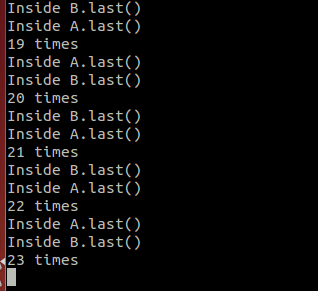 Inside B.last()
Inside A.last()
19 times
Inside A.last()
Inside B.last()
20 times
Inside B.last()
Inside A.last()
21 times
Inside B.last()
Inside A.last()
22 times
Inside A.last()
Inside B.last()
23 times